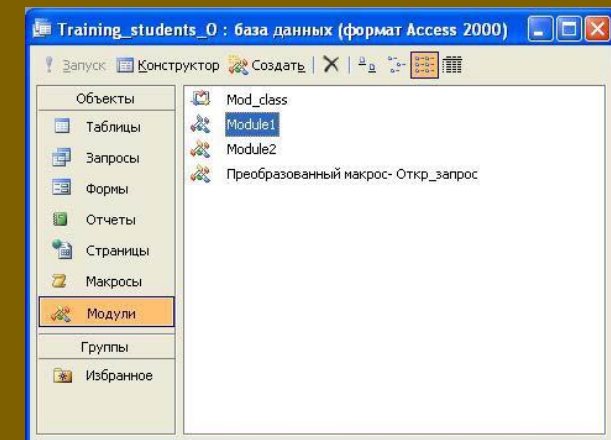 Training_students_0 : база данных (формат Access 2000)
Запуск Конструктор Создать
Объекты
Таблицы
Запросы
Формы
Отчеты
Страницы
Макросы
Модули
Группы
Избранное
Mod_class
Module1
Module2
Преобразованный макрос- Откр_запрос